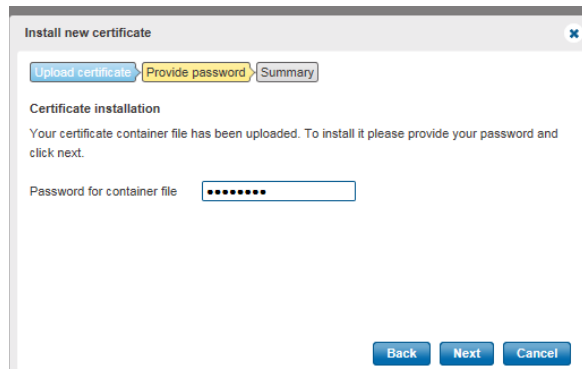 Install new certificate
Upload certificate Provide password Summary
Certificate installation
Your certificate container file has been uploaded. To install it please provide your password and
click next.
Password for container file ••••••••
Back Next Cancel